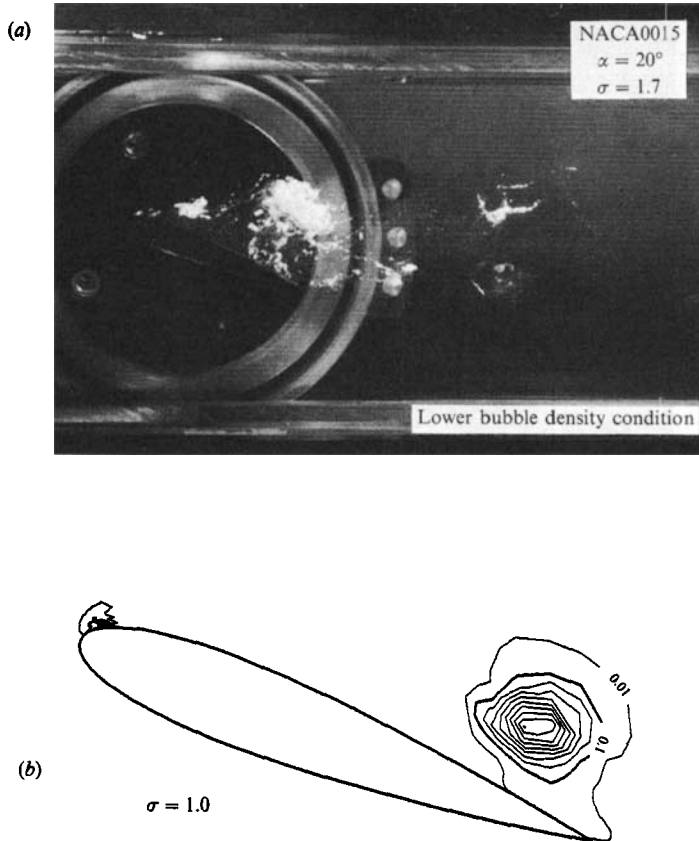 (a)
NACA0015
α = 20°
σ = 1.7
Lower bubble density condition
0.01
0.1
(b)
σ = 1.0